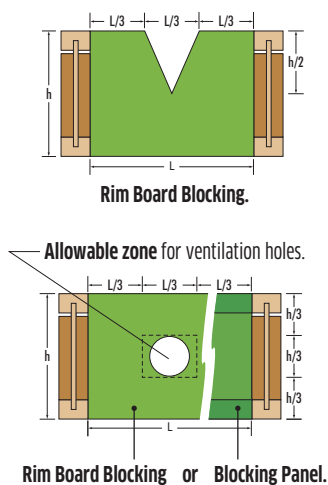 L/3 L/3 L/3
h/2
h
L
Rim Board Blocking.
Allowable zone for ventilation holes.
L/3 L/3 L/3
h/3
h
h/3
h/3
L
Rim Board Blocking or Blocking Panel.